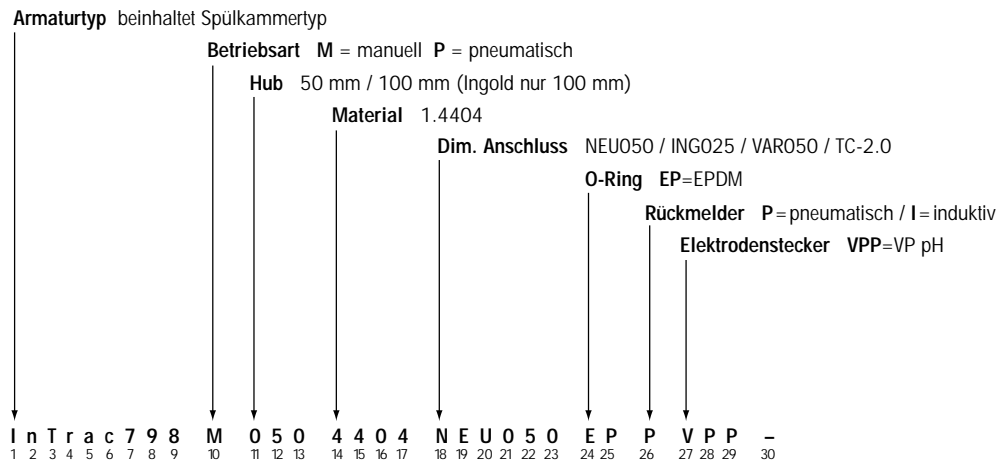 Armaturtyp beinhaltet Spülkammertyp
Betriebsart M = manuell P = pneumatisch
Hub 50 mm / 100 mm (Ingold nur 100 mm)
Material 1.4404
Dim. Anschluss NEU050 / ING025 / VAR050 / TC-2.0
O-Ring EP=EPDM
Rückmelder P=pneumatisch / I=induktiv
Elektrodenstecker VPP=VP pH
I n T r a c 7 9 8 M 0 5 0 4 4 0 4 N E U 0 5 0 E P P V P P –
1 2 3 4 5 6 7 8 9 10 11 12 13 14 15 16 17 18 19 20 21 22 23 24 25 26 27 28 29 30